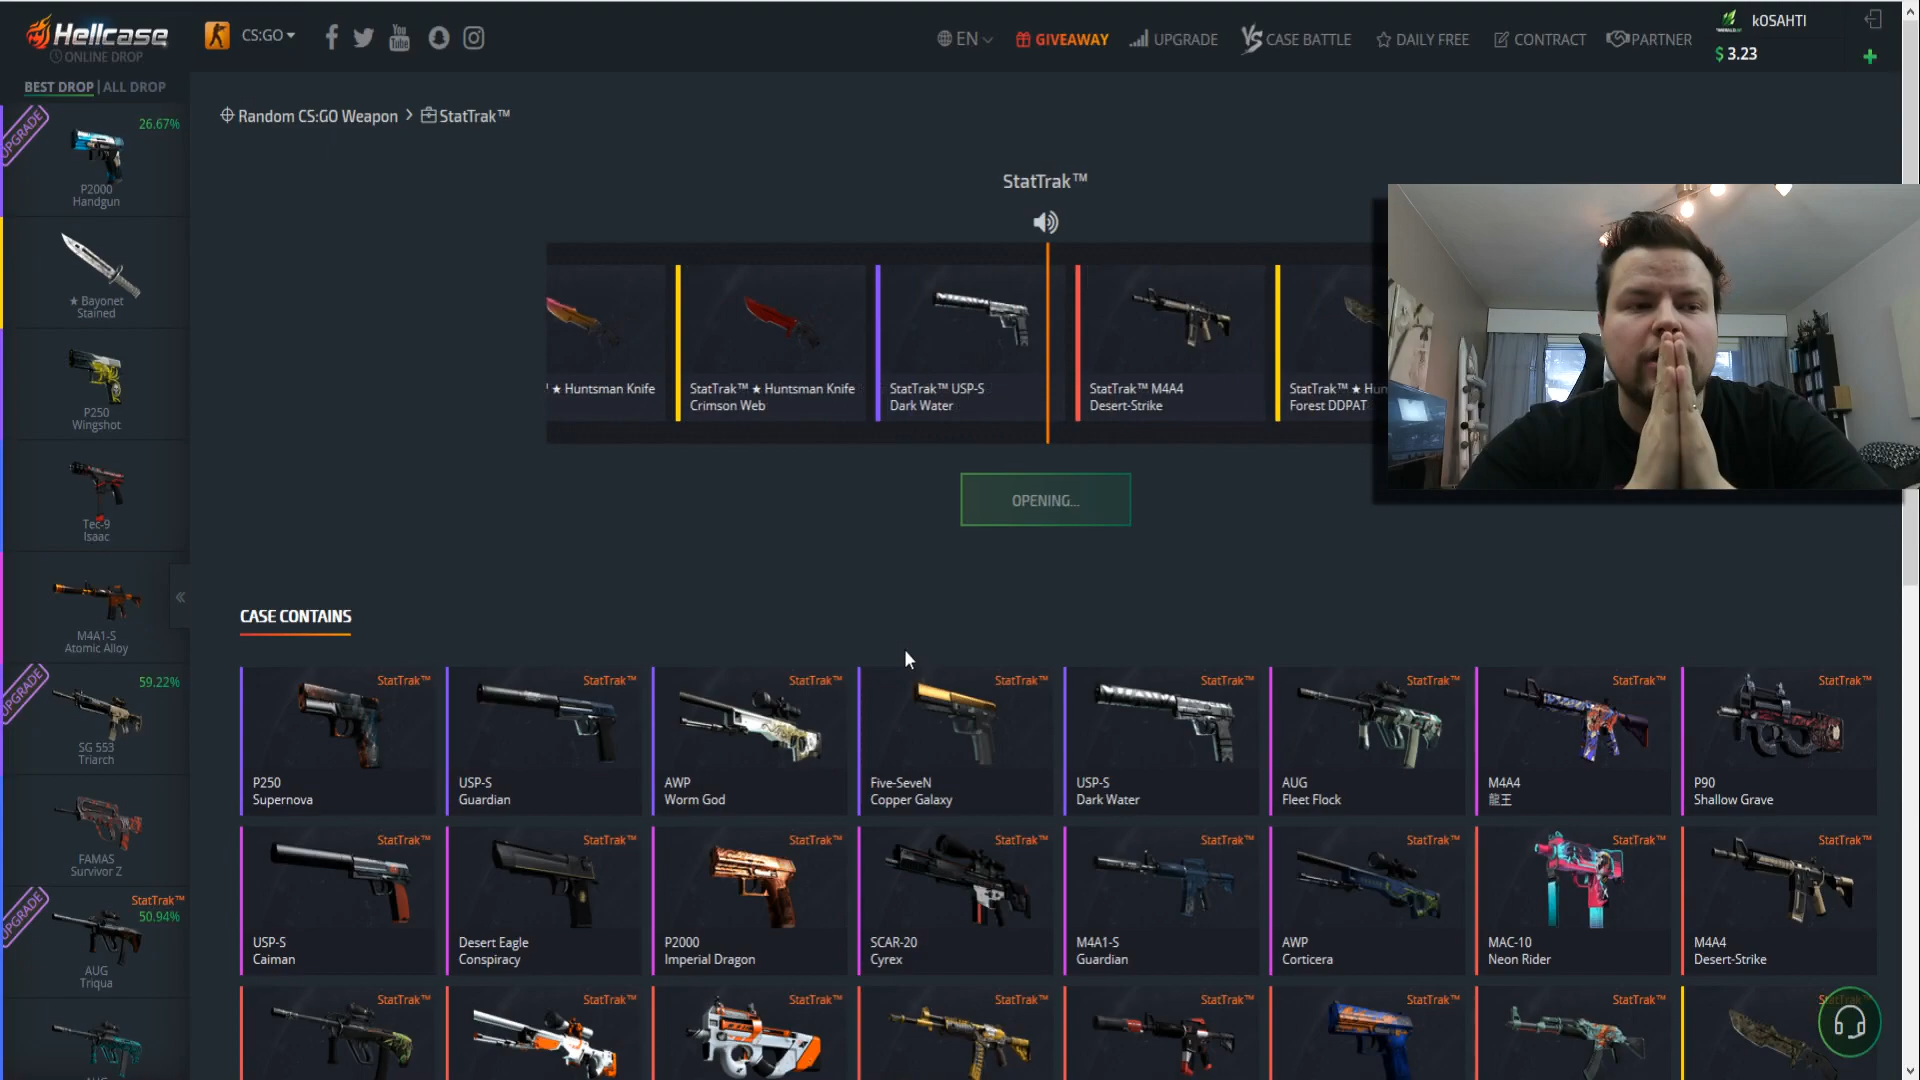 Hellcase
ONLINE DROP
CS:GO
You
Tube
EN
GIVEAWAY
UPGRADE
VS CASE BATTLE
DAILY FREE
CONTRACT
PARTNER
kOSAHTI
$ 3.23
BEST DROP | ALL DROP
UPGRADE
26.67%
P2000
Handgun
★ Bayonet
Stained
P250
Wingshot
Tec-9
Isaac
M4A1-S
Atomic Alloy
UPGRADE
59.22%
SG 553
Triarch
FAMAS
Survivor Z
UPGRADE
StatTrak™
50.94%
AUG
Triqua
Random CS:GO Weapon > StatTrak™
StatTrak™
★ Huntsman Knife
StatTrak™ ★ Huntsman Knife
Crimson Web
StatTrak™ USP-S
Dark Water
StatTrak™ M4A4
Desert-Strike
StatTrak™ ★ Hun
Forest DDPAT
OPENING...
CASE CONTAINS
StatTrak™
P250
Supernova
StatTrak™
USP-S
Guardian
StatTrak™
AWP
Worm God
StatTrak™
Five-SeveN
Copper Galaxy
StatTrak™
USP-S
Dark Water
StatTrak™
AUG
Fleet Flock
StatTrak™
M4A4
龍王
StatTrak™
P90
Shallow Grave
StatTrak™
USP-S
Caiman
StatTrak™
Desert Eagle
Conspiracy
StatTrak™
P2000
Imperial Dragon
StatTrak™
SCAR-20
Cyrex
StatTrak™
M4A1-S
Guardian
StatTrak™
AWP
Corticera
StatTrak™
MAC-10
Neon Rider
StatTrak™
M4A4
Desert-Strike
StatTrak™
StatTrak™
StatTrak™
StatTrak™
StatTrak™
StatTrak™
StatTrak™
StatTrak™